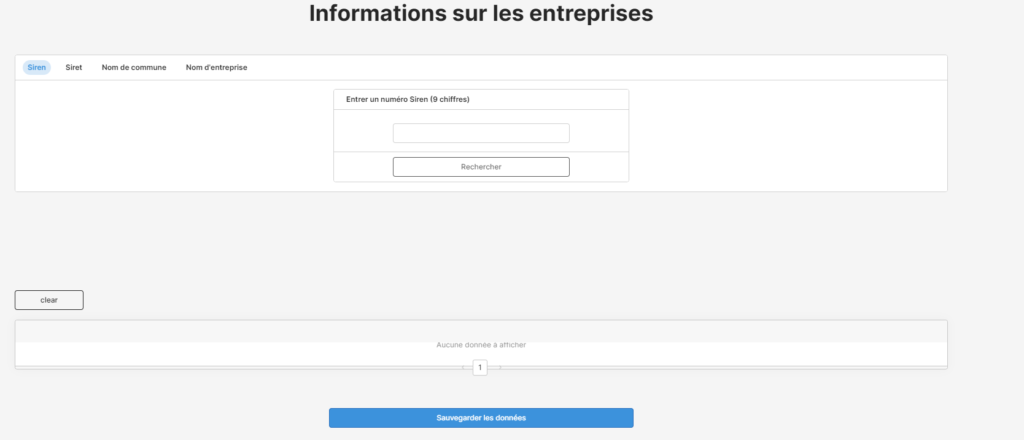 Informations sur les entreprises
Siren Siret Nom de commune Nom d'entreprise
Entrer un numéro Siren (9 chiffres)
Rechercher
clear
Aucune donnée à afficher
1
Sauvegarder les données